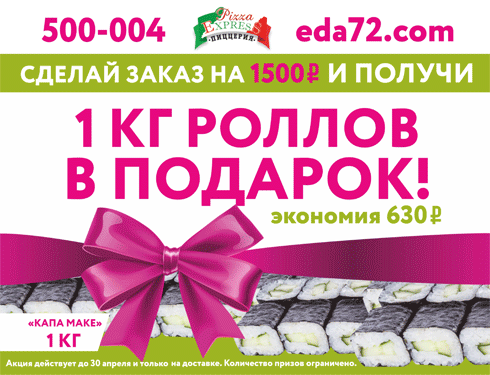 500-004
Pizza
EXPRESS
ПИЦЦЕРИЯ
eda72.com
СДЕЛАЙ ЗАКАЗ НА 1500₽ И ПОЛУЧИ
1 КГ РОЛЛОВ
В ПОДАРОК!
экономия 630₽
«КАПА МАКЕ»
1 КГ
Акция действует до 30 апреля и только на доставке. Количество призов ограничено.